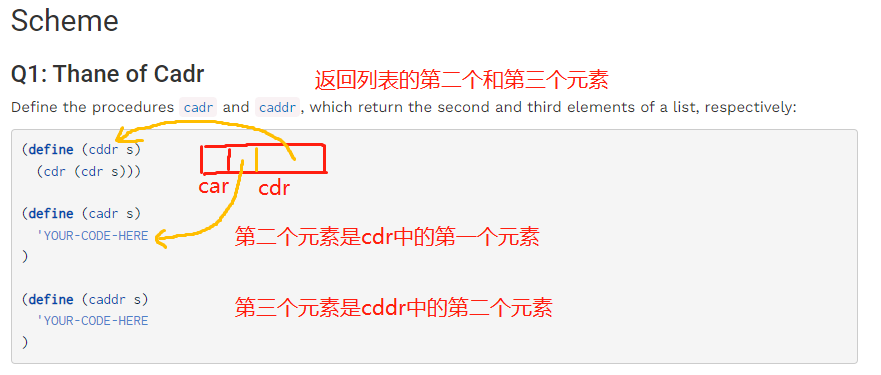 Scheme
Q1: Thane of Cadr
返回列表的第二个和第三个元素
Define the procedures cadr and caddr, which return the second and third elements of a list, respectively:
(define (cddr s)
(cdr (cdr s)))
car
cdr
(define (cadr s)
'YOUR-CODE-HERE
第二个元素是cdr中的第一个元素
)
(define (caddr s)
第三个元素是cddr中的第二个元素
'YOUR-CODE-HERE
)